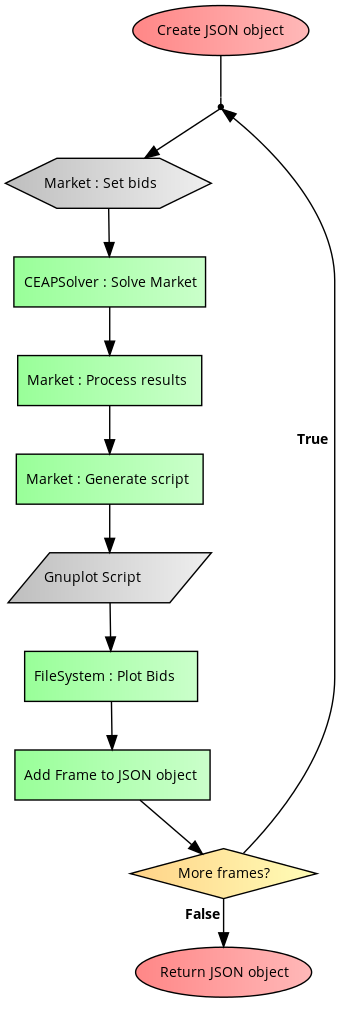 Create JSON object
Market : Set bids
CEAPSolver : Solve Market
Market : Process results
True
Market : Generate script
Gnuplot Script
FileSystem : Plot Bids
Add Frame to JSON object
More frames?
False
Return JSON object